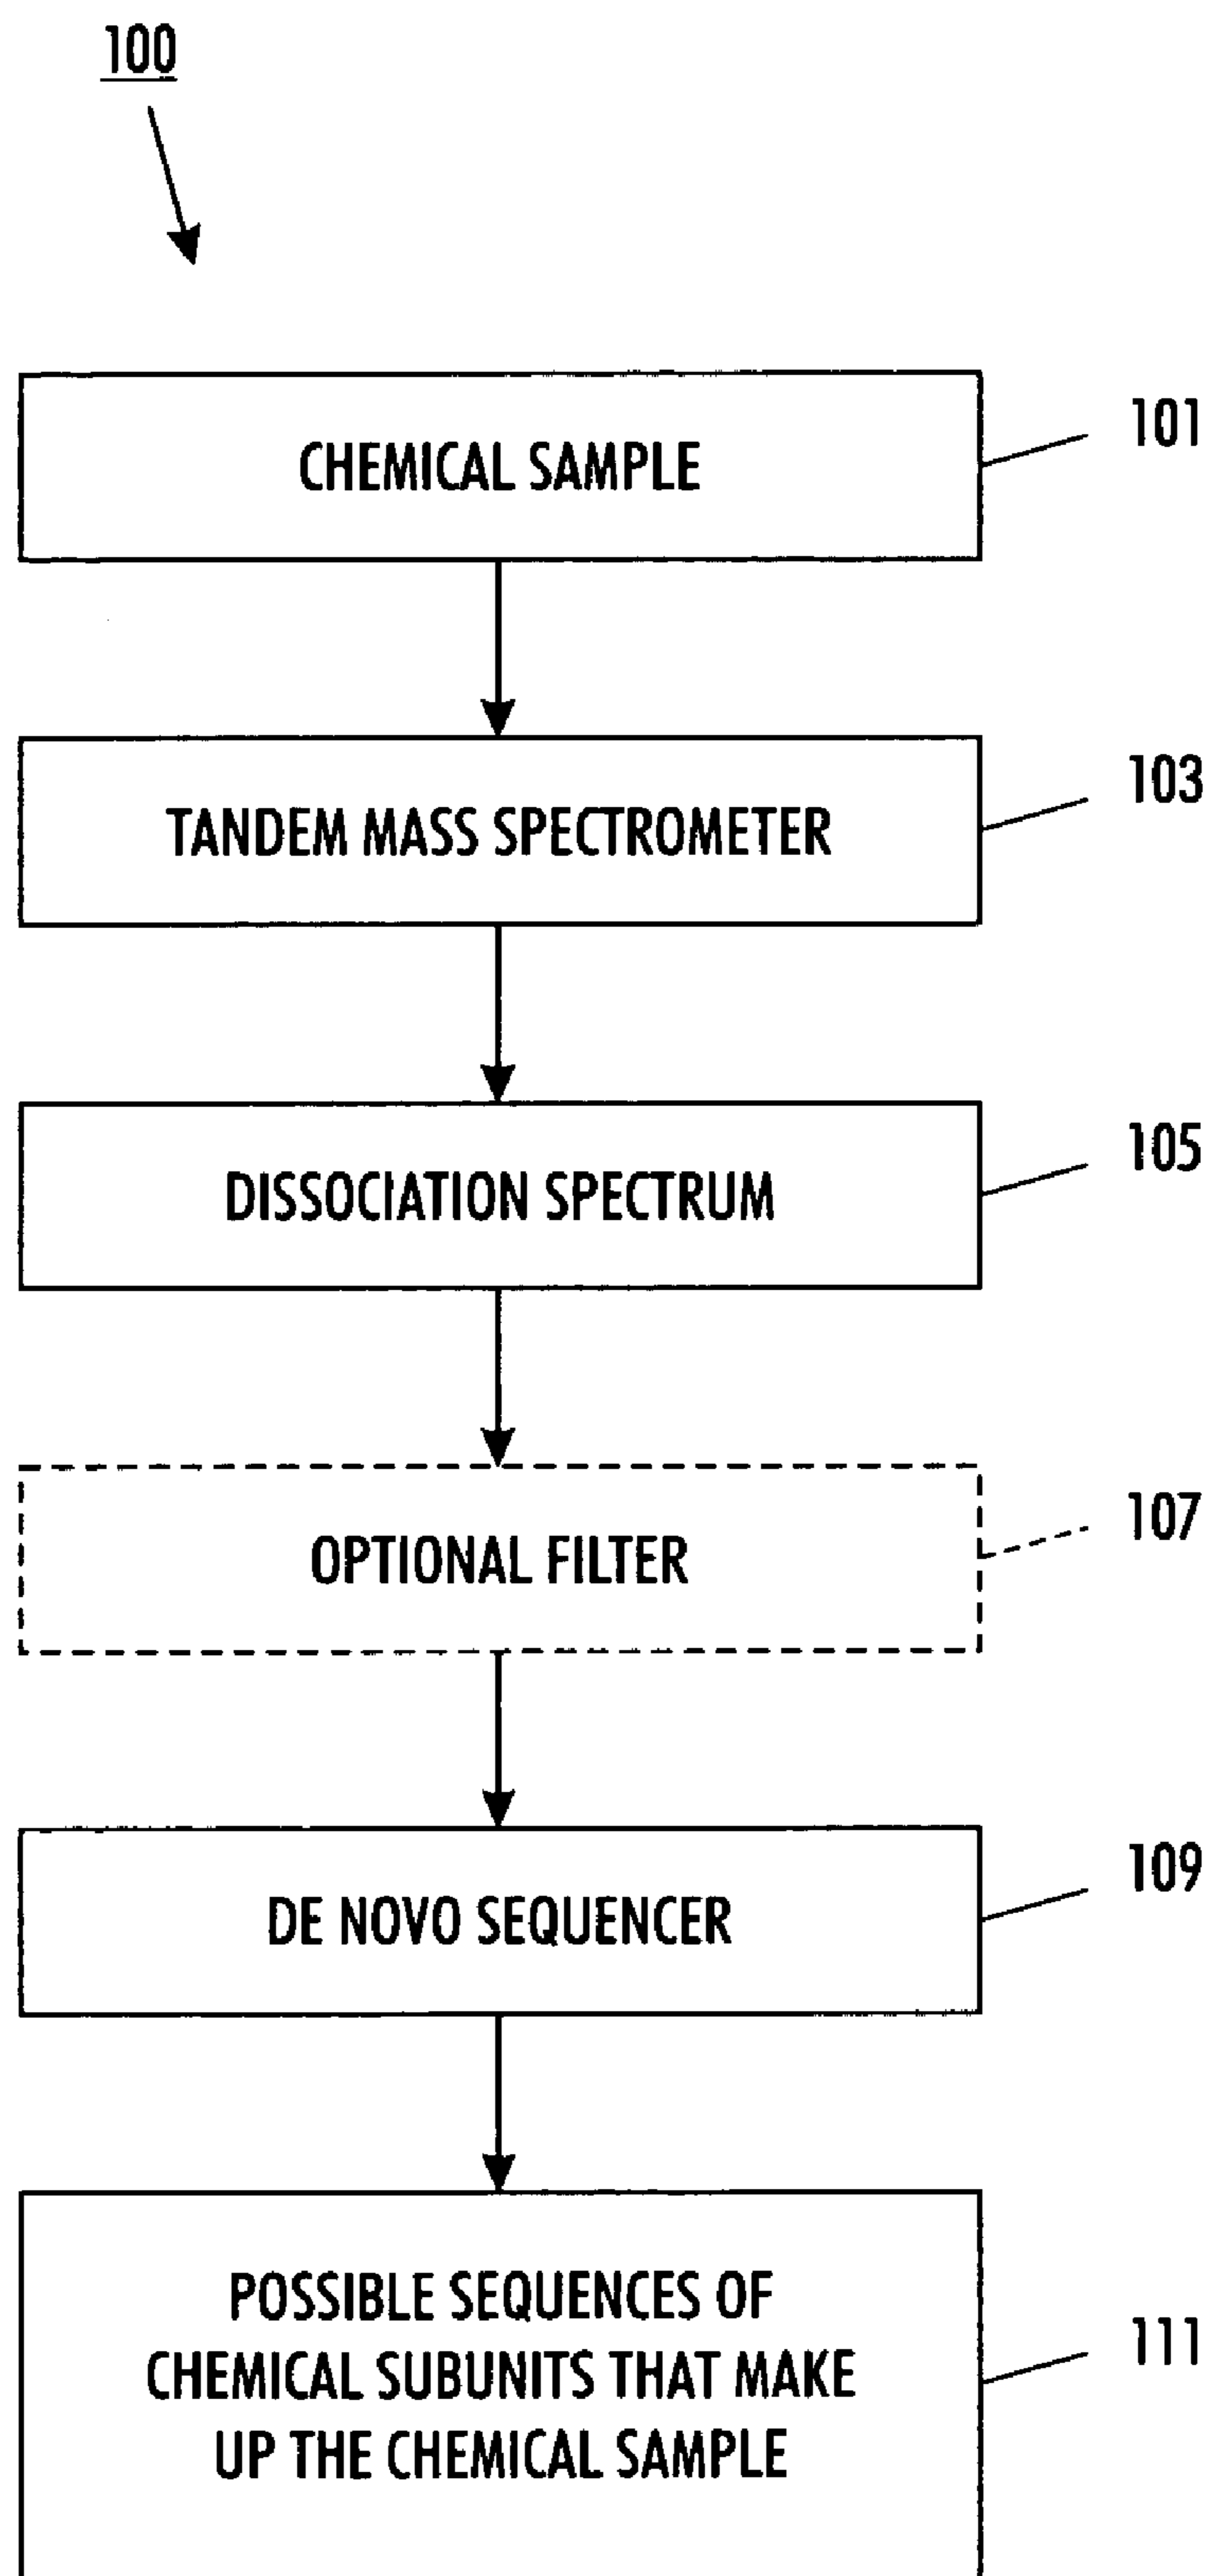 100
CHEMICAL SAMPLE
101
TANDEM MASS SPECTROMETER
103
DISSOCIATION SPECTRUM
105
OPTIONAL FILTER
107
DE NOVO SEQUENCER
109
POSSIBLE SEQUENCES OF
CHEMICAL SUBUNITS THAT MAKE
UP THE CHEMICAL SAMPLE
111